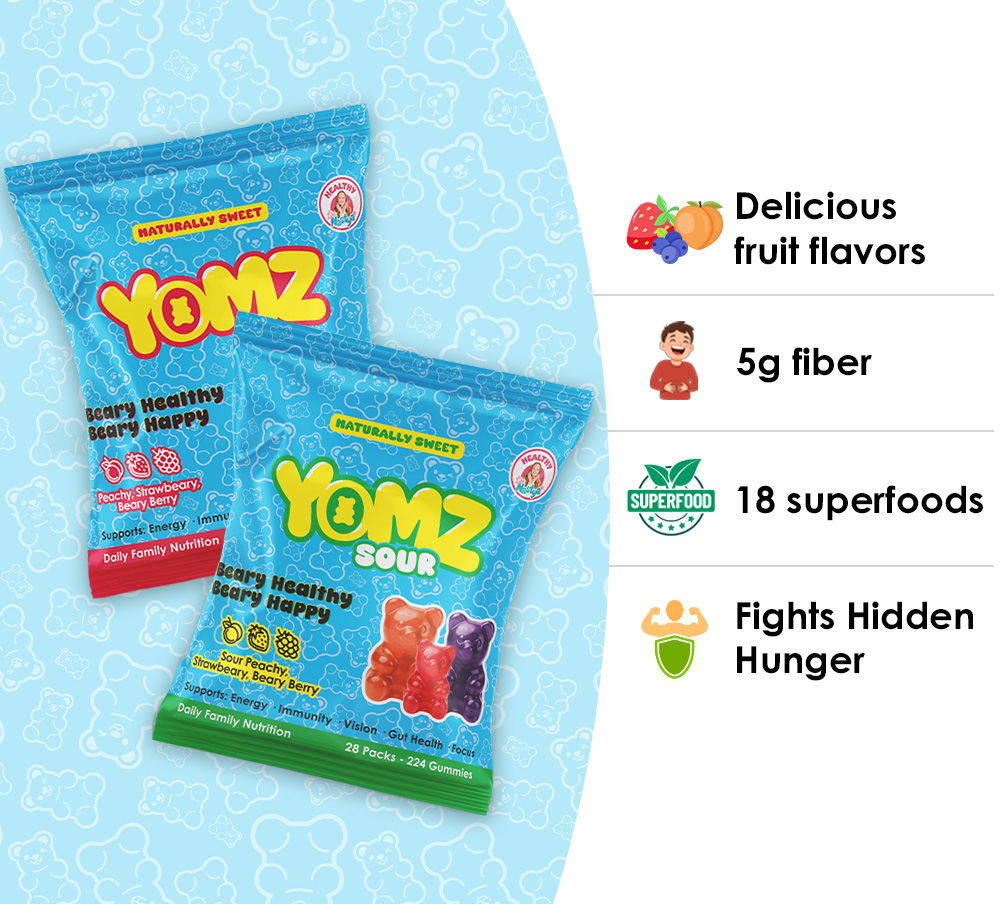 NATURALLY SWEET
HEALTHY
YOMZ
Beary Healthy
Beary Happy
Peachy, Strawbeary,
Beary Berry
Supports: Energy · Immu
Daily Family Nutrition
NATURALLY SWEET
HEALTHY
YOMZ
SOUR
Beary Healthy
Beary Happy
Sour Peachy,
Strawbeary, Beary Berry
Supports: Energy · Immunity · Vision · Gut Health · Focus
Daily Family Nutrition
28 Packs - 224 Gummies
Delicious
fruit flavors
5g fiber
SUPERFOOD
18 superfoods
Fights Hidden
Hunger